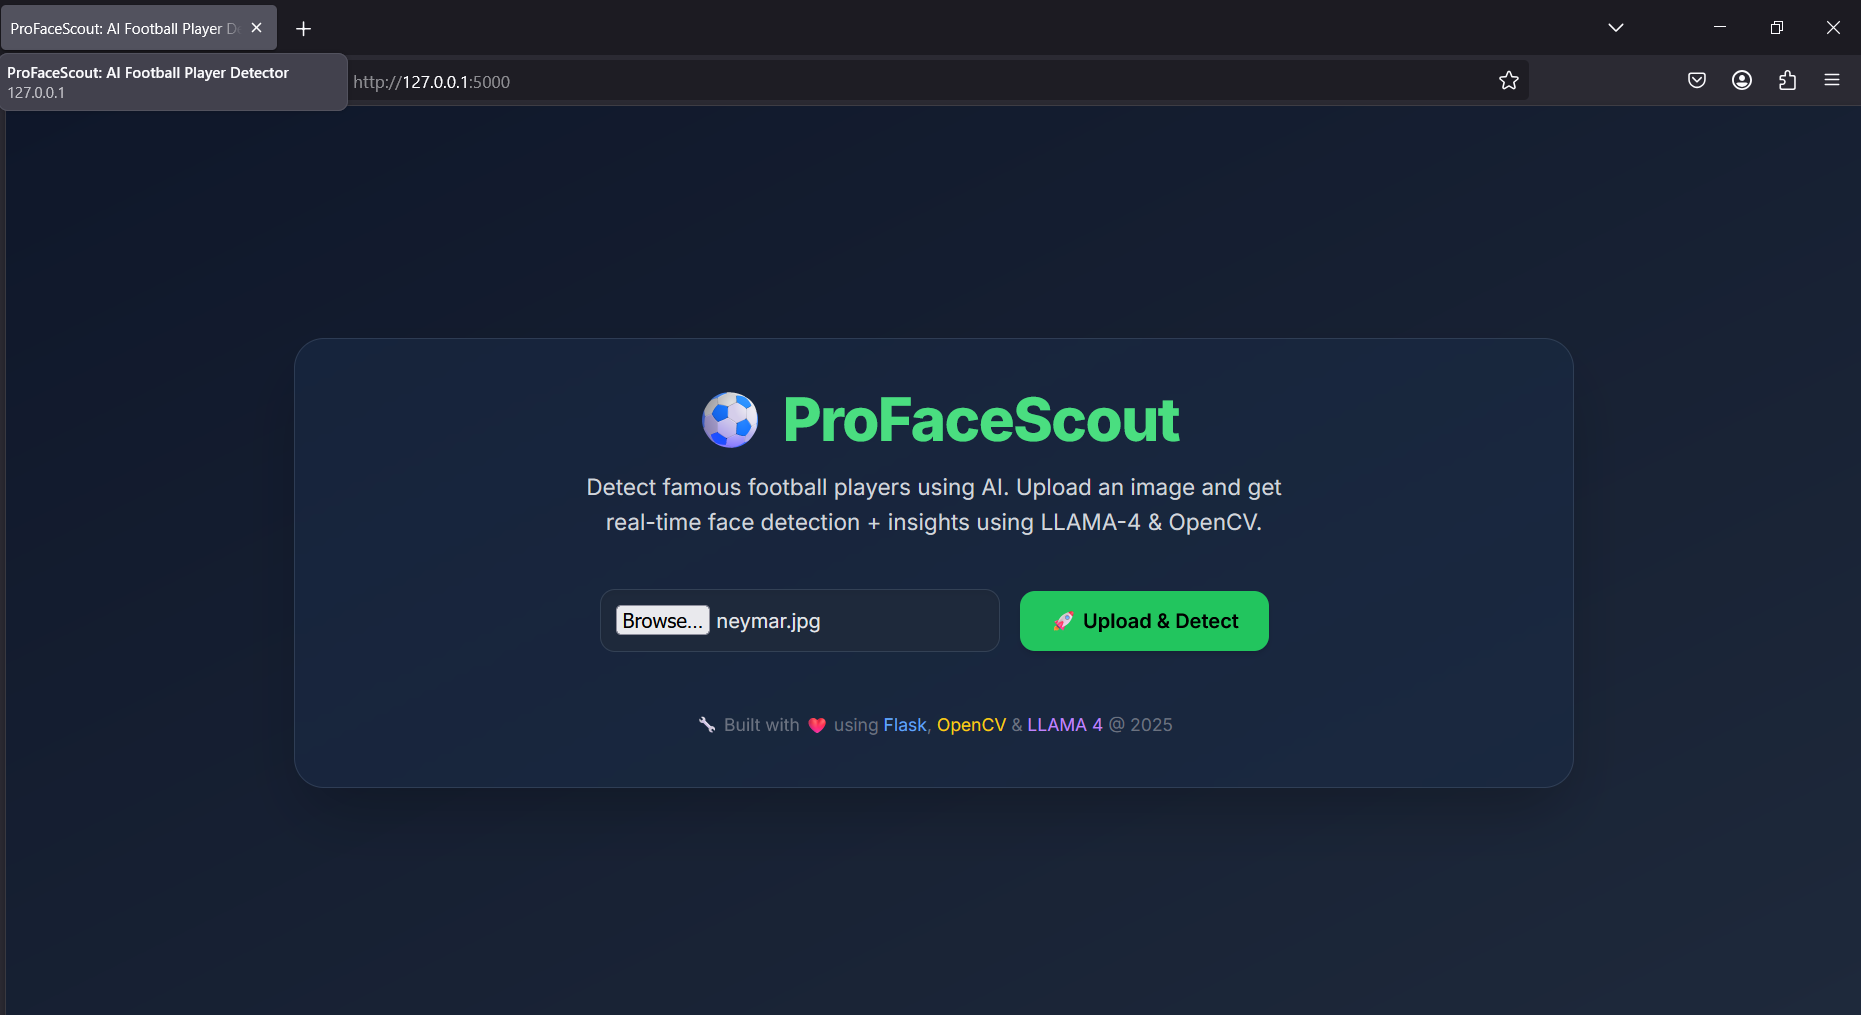 ProFaceScout: AI Football Player D
ProFaceScout: AI Football Player Detector
127.0.0.1
http://127.0.0.1:5000
ProFaceScout
Detect famous football players using AI. Upload an image and get
real-time face detection + insights using LLAMA-4 & OpenCV.
Browse... neymar.jpg
🚀 Upload & Detect
🔧 Built with ❤️ using Flask, OpenCV & LLAMA 4 @ 2025